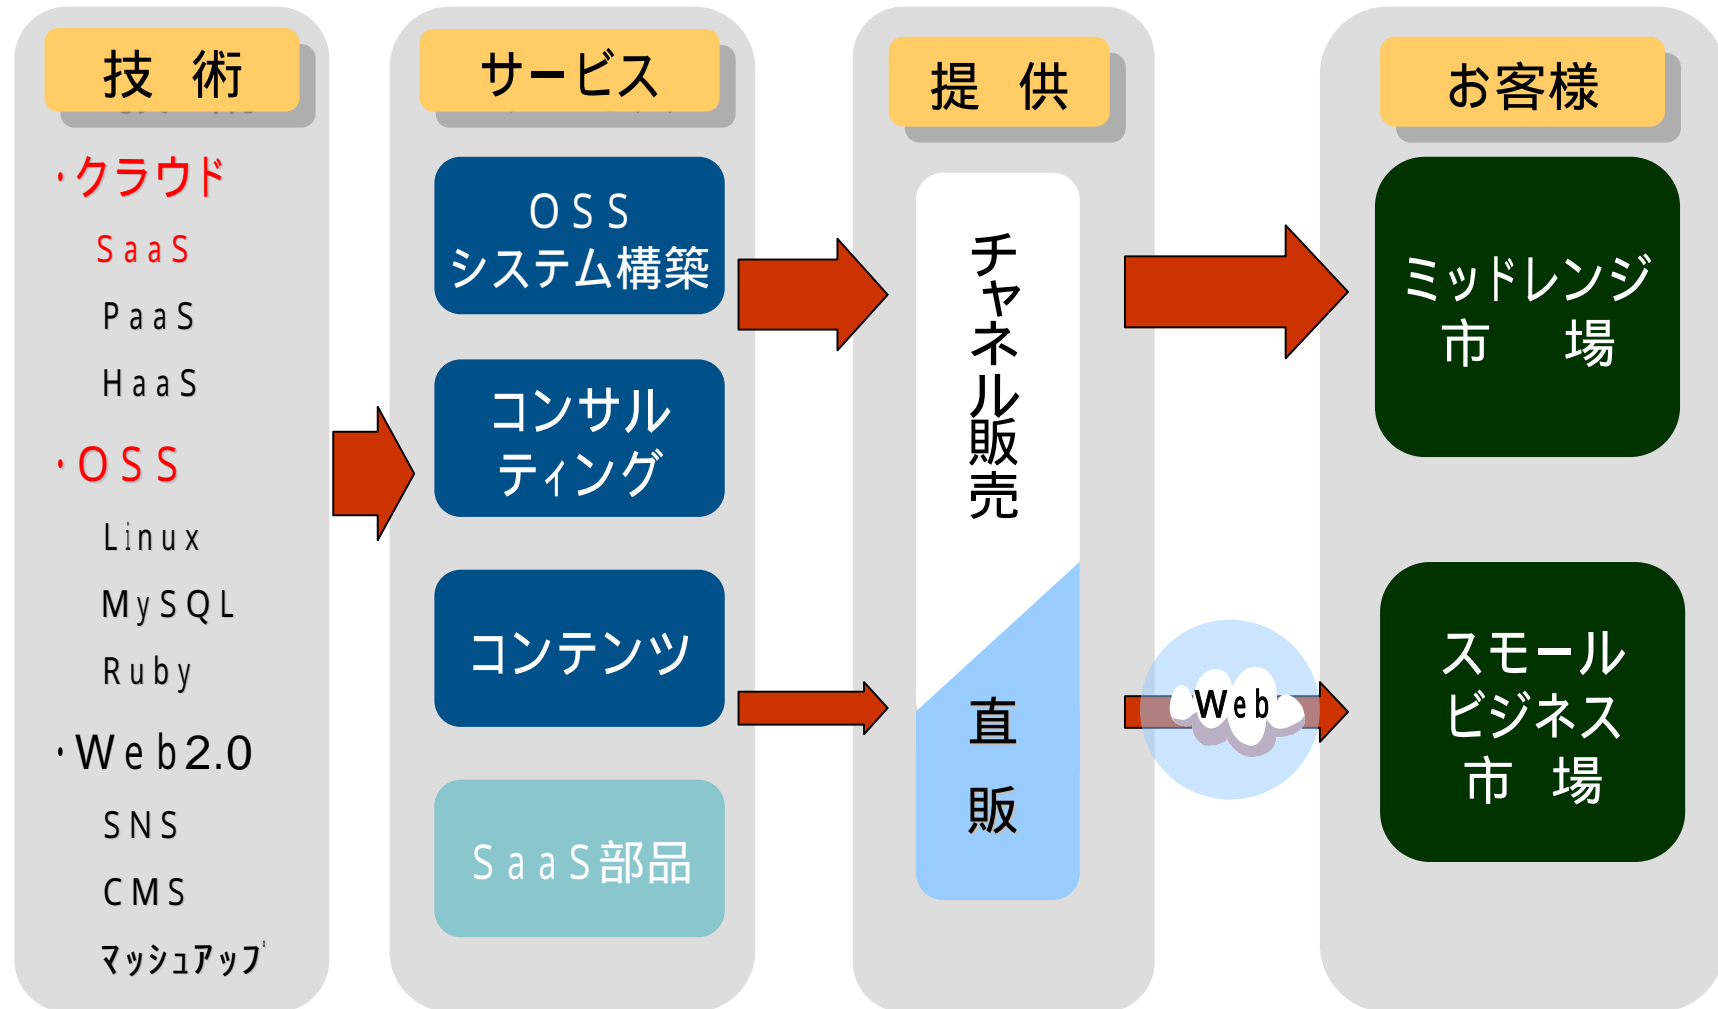 技 術
・クラウド
SaaS
PaaS
HaaS
・OSS
Linux
MySQL
Ruby
・Web2.0
SNS
CMS
マッシュアップ
サービス
OSS
システム構築
コンサル
ティング
コンテンツ
SaaS部品
提 供
チャネル販売
直販
Web
お客様
ミッドレンジ
市 場
スモール
ビジネス
市 場